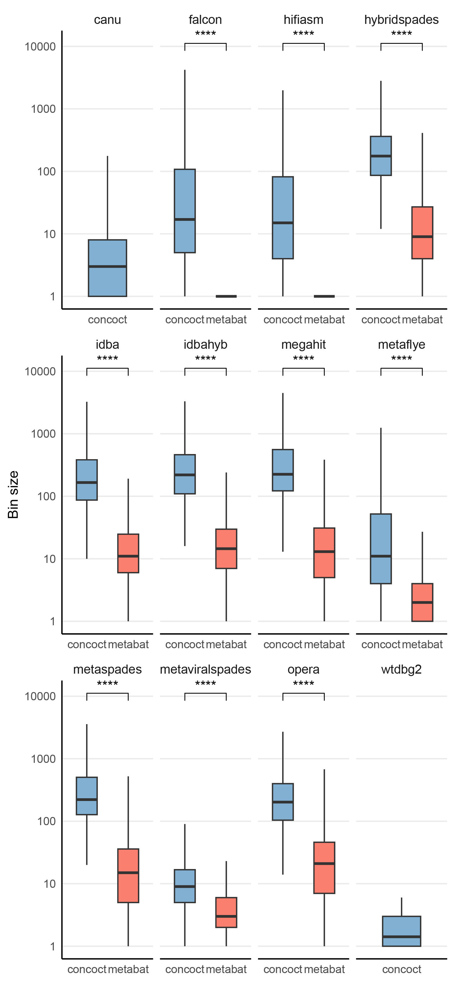 canu falcon hifiasm hybridspades
**** **** ****
10000
1000
100
10
1
concoct concoct metabat concoct metabat concoct metabat
idba idbahyb megahit metaflye
**** **** **** ****
10000
1000
Bin size
100
10
1
concoct metabat concoct metabat concoct metabat concoct metabat
metaspades metaviralspades opera wtdbg2
**** **** ****
10000
1000
100
10
1
concoct metabat concoct metabat concoct metabat concoct